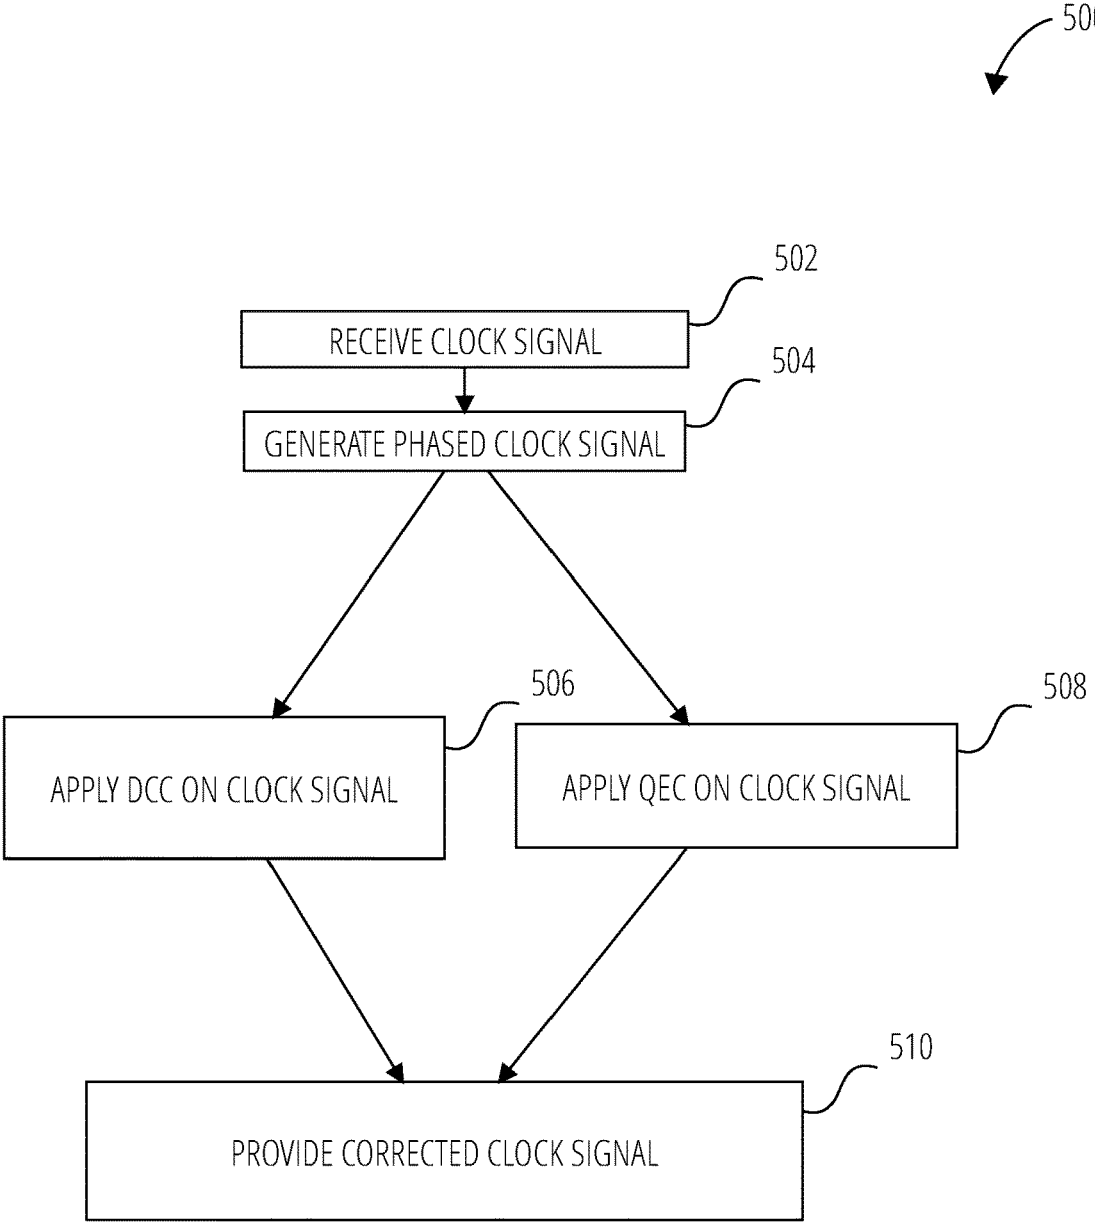 502
RECEIVE CLOCK SIGNAL
504
GENERATE PHASED CLOCK SIGNAL
506
508
APPLY DCC ON CLOCK SIGNAL
APPLY QEC ON CLOCK SIGNAL
510
PROVIDE CORRECTED CLOCK SIGNAL